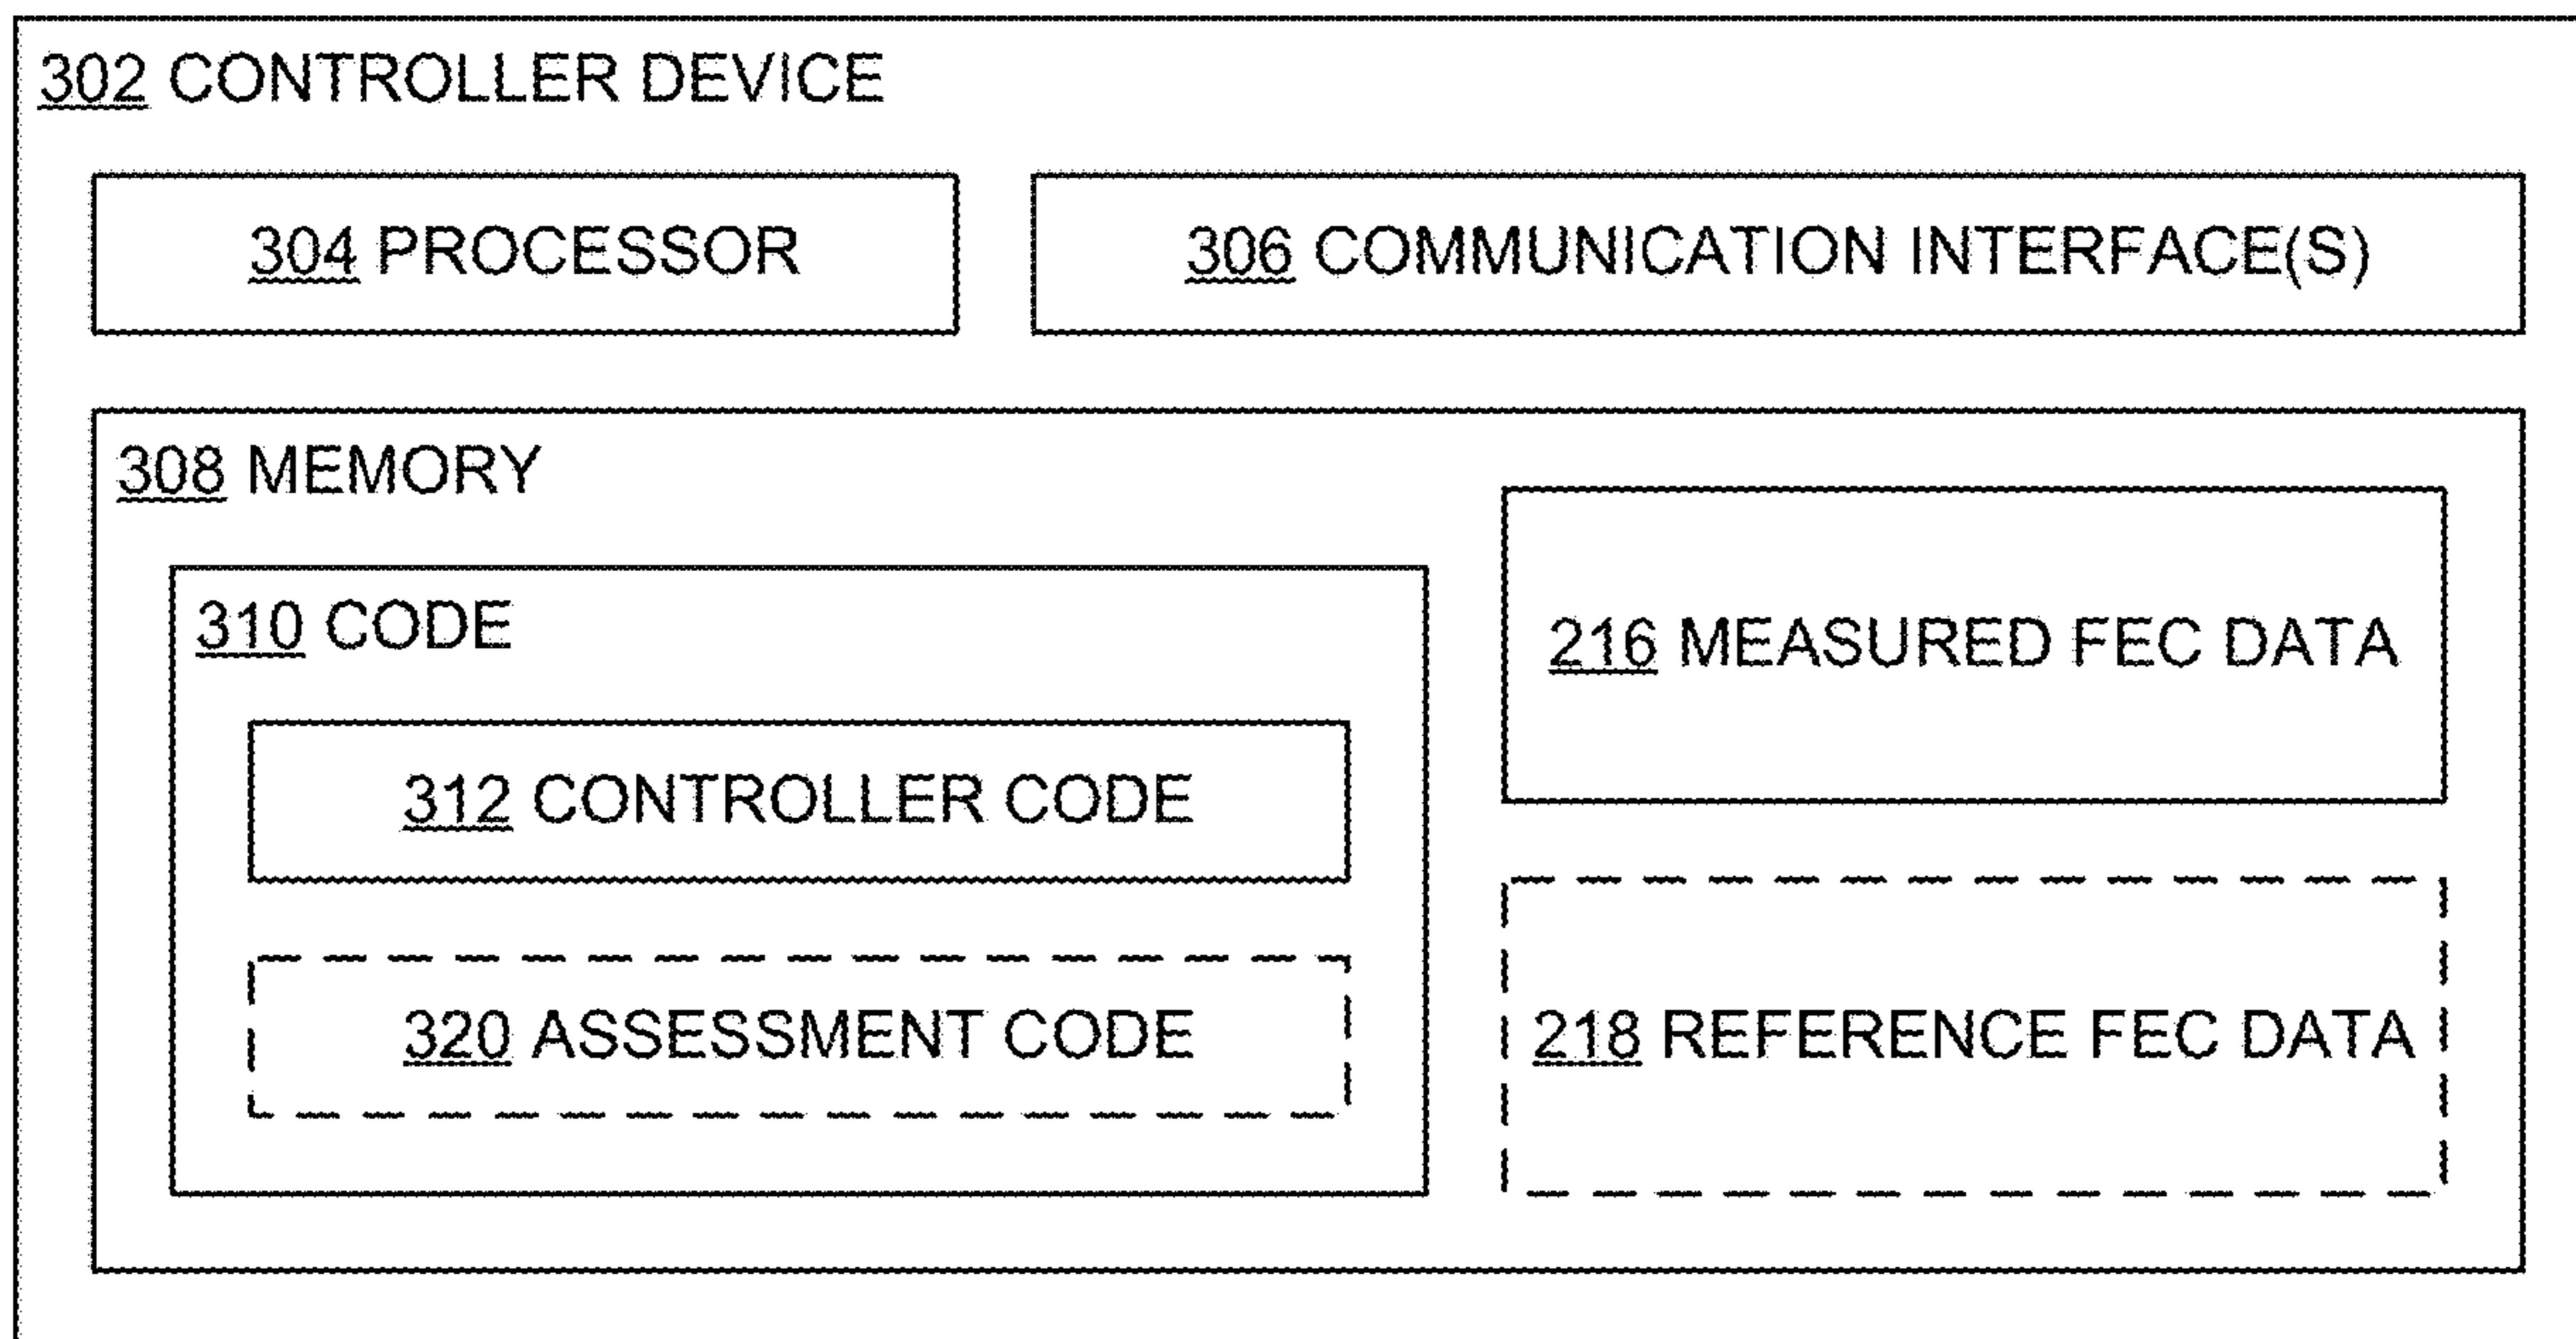 302 CONTROLLER DEVICE
304 PROCESSOR
306 COMMUNICATION INTERFACE(S)
308 MEMORY
310 CODE
312 CONTROLLER CODE
320 ASSESSMENT CODE
216 MEASURED FEC DATA
218 REFERENCE FEC DATA